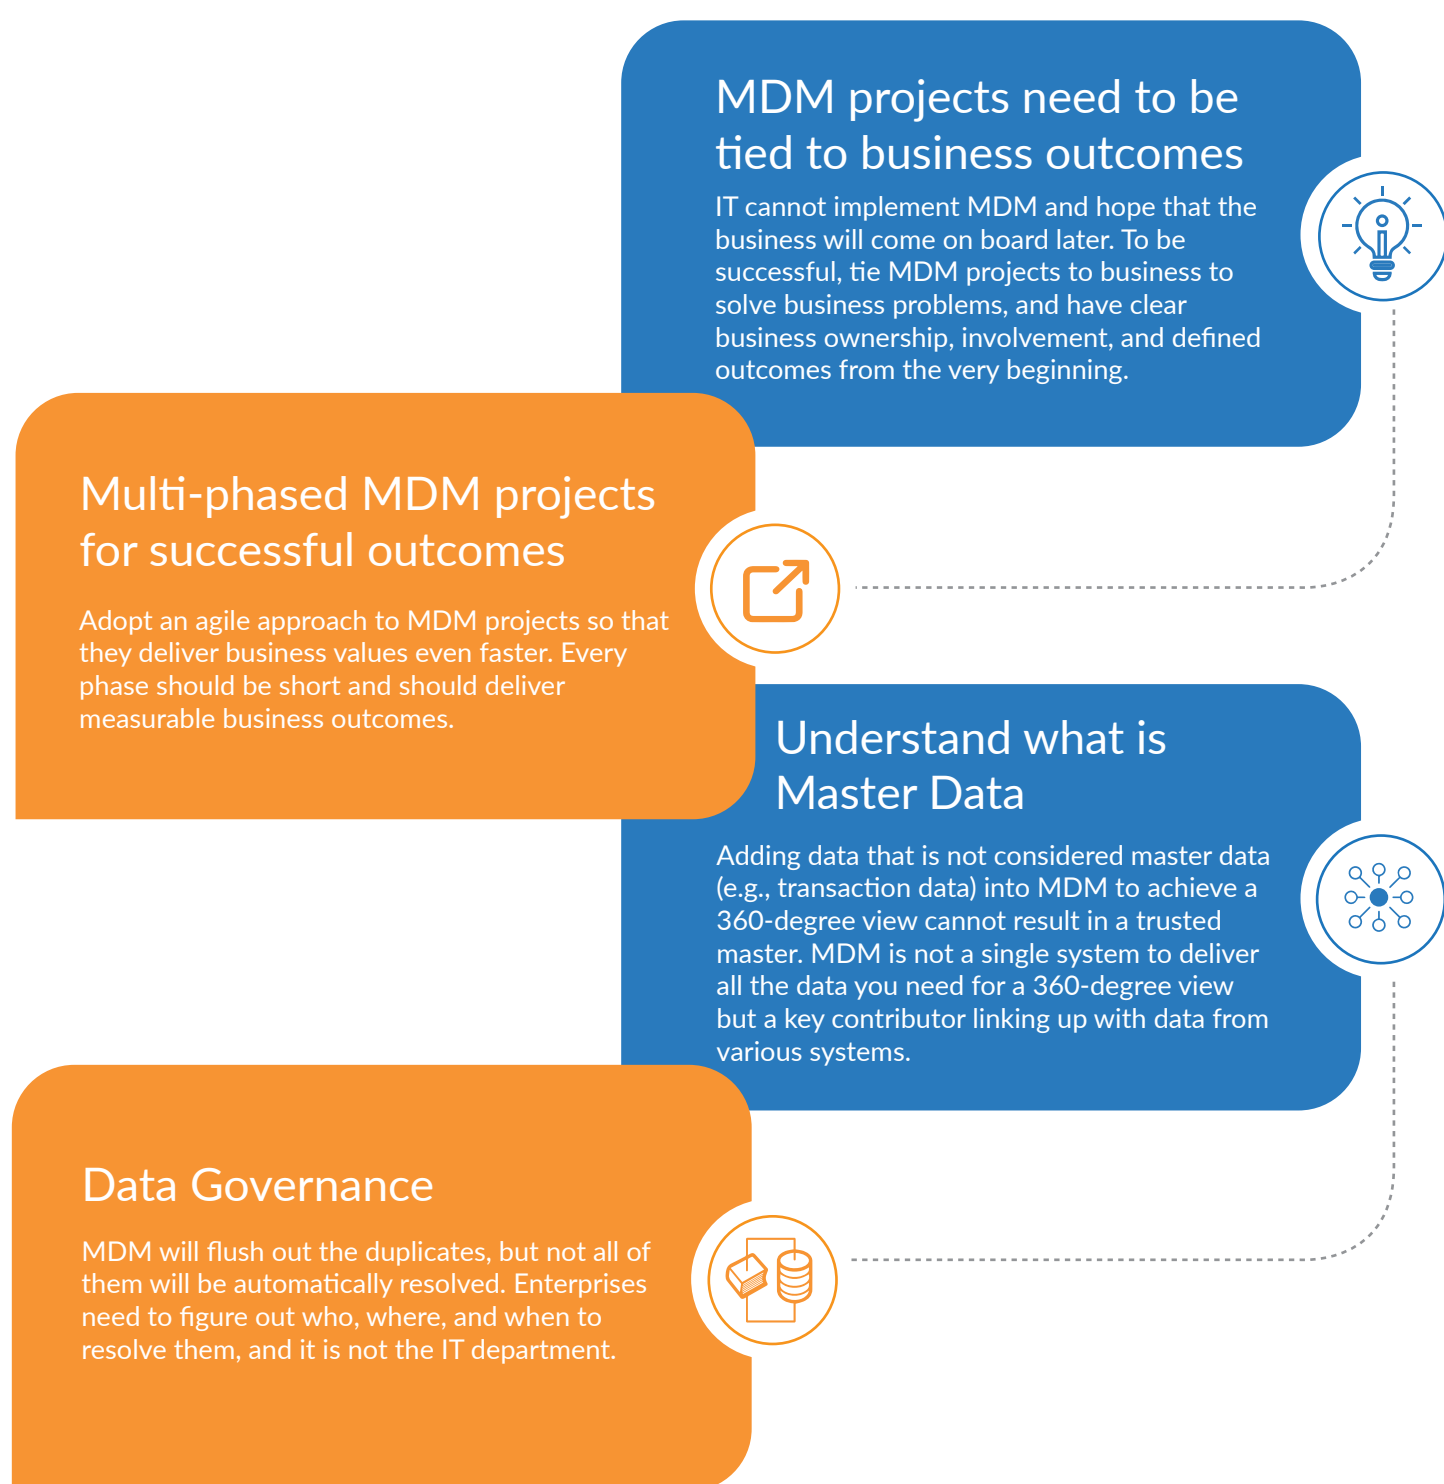 MDM projects need to be
tied to business outcomes
IT cannot implement MDM and hope that the
business will come on board later. To be
successful, tie MDM projects to business to
solve business problems, and have clear
business ownership, involvement, and defined
outcomes from the very beginning.
Multi-phased MDM projects
for successful outcomes
Adopt an agile approach to MDM projects so that
they deliver business values even faster. Every
phase should be short and should deliver
measurable business outcomes.
Understand what is
Master Data
Adding data that is not considered master data
(e.g., transaction data) into MDM to achieve a
360-degree view cannot result in a trusted
master. MDM is not a single system to deliver
all the data you need for a 360-degree view
but a key contributor linking up with data from
various systems.
Data Governance
MDM will flush out the duplicates, but not all of
them will be automatically resolved. Enterprises
need to figure out who, where, and when to
resolve them, and it is not the IT department.